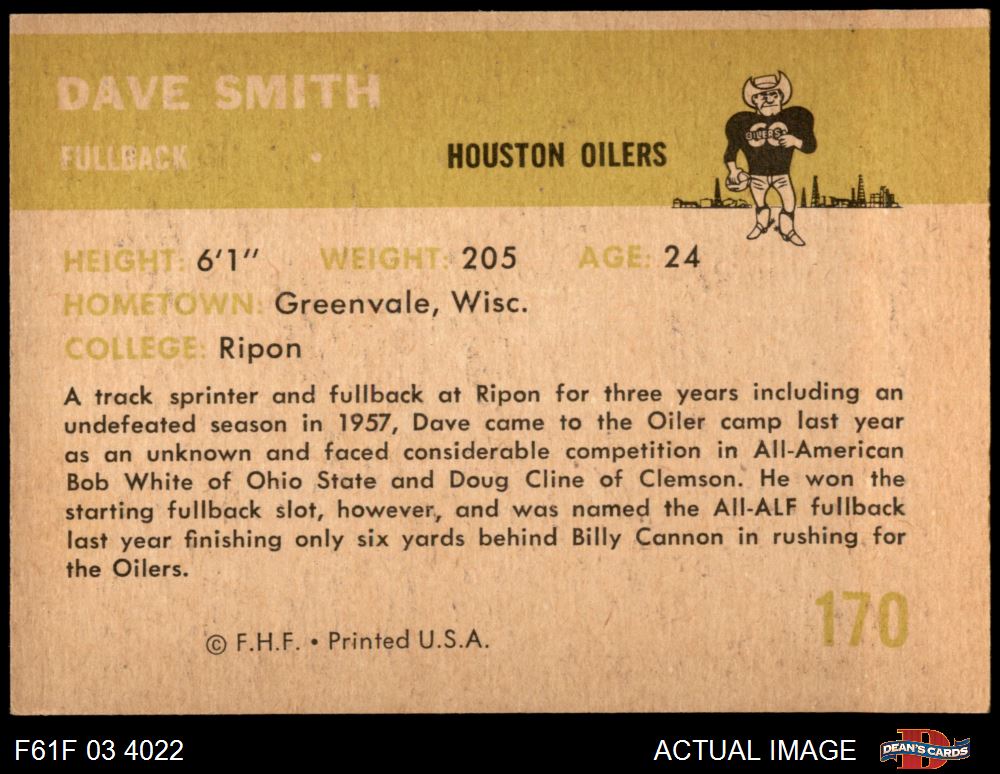 DAVE SMITH
FULLBACK
HOUSTON OILERS
OILERS
HEIGHT: 6'1" WEIGHT: 205 AGE: 24
HOMETOWN: Greenvale, Wisc.
COLLEGE: Ripon
A track sprinter and fullback at Ripon for three years including an
undefeated season in 1957, Dave came to the Oiler camp last year
as an unknown and faced considerable competition in All-American
Bob White of Ohio State and Doug Cline of Clemson. He won the
starting fullback slot, however, and was named the All-ALF fullback
last year finishing only six yards behind Billy Cannon in rushing for
the Oilers.
170
© F.H.F. • Printed U.S.A.
F61F 03 4022
ACTUAL IMAGE
DEAN'S CARDS